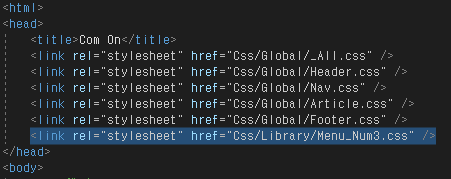 <html>
<head>
<title>Com On</title>
<link rel="stylesheet" href="Css/Global/_All.css" />
<link rel="stylesheet" href="Css/Global/Header.css" />
<link rel="stylesheet" href="Css/Global/Nav.css" />
<link rel="stylesheet" href="Css/Global/Article.css" />
<link rel="stylesheet" href="Css/Global/Footer.css" />
<link rel="stylesheet" href="Css/Library/Menu_Num3.css" />
</head>
<body>